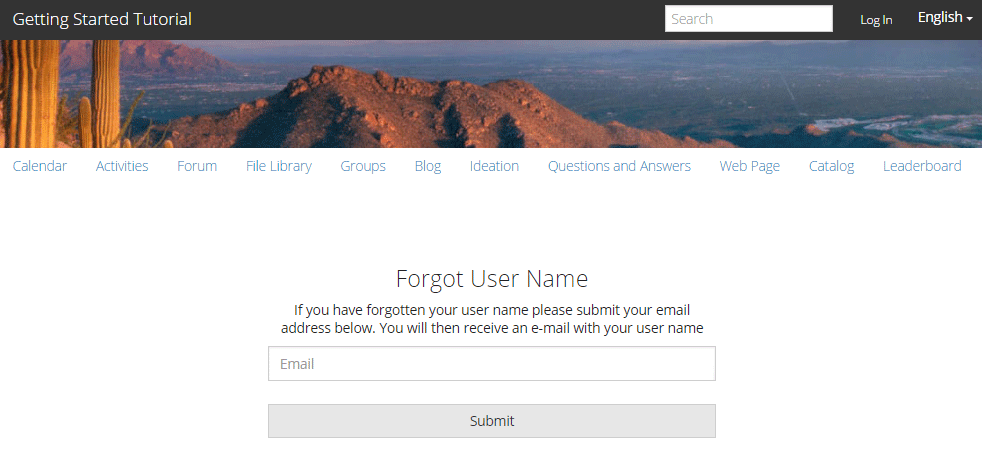 Getting Started Tutorial
Search
Log In
English
Calendar Activities Forum File Library Groups Blog Ideation Questions and Answers Web Page Catalog Leaderboard
Forgot User Name
If you have forgotten your user name please submit your email
address below. You will then receive an e-mail with your user name
Email
Submit